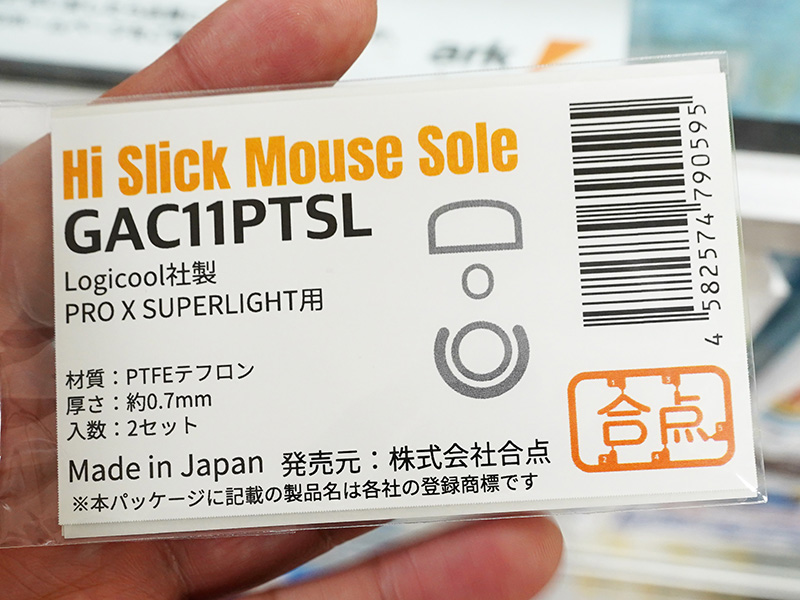 ark
Hi Slick Mouse Sole
GAC11PTSL
Logicool社製
PRO X SUPERLIGHT用
材質：PTFEテフロン
厚さ：約0.7mm
入数：2セット
Made in Japan 発売元：株式会社合点
※本パッケージに記載の製品名は各社の登録商標です
4 582574 790595
合点